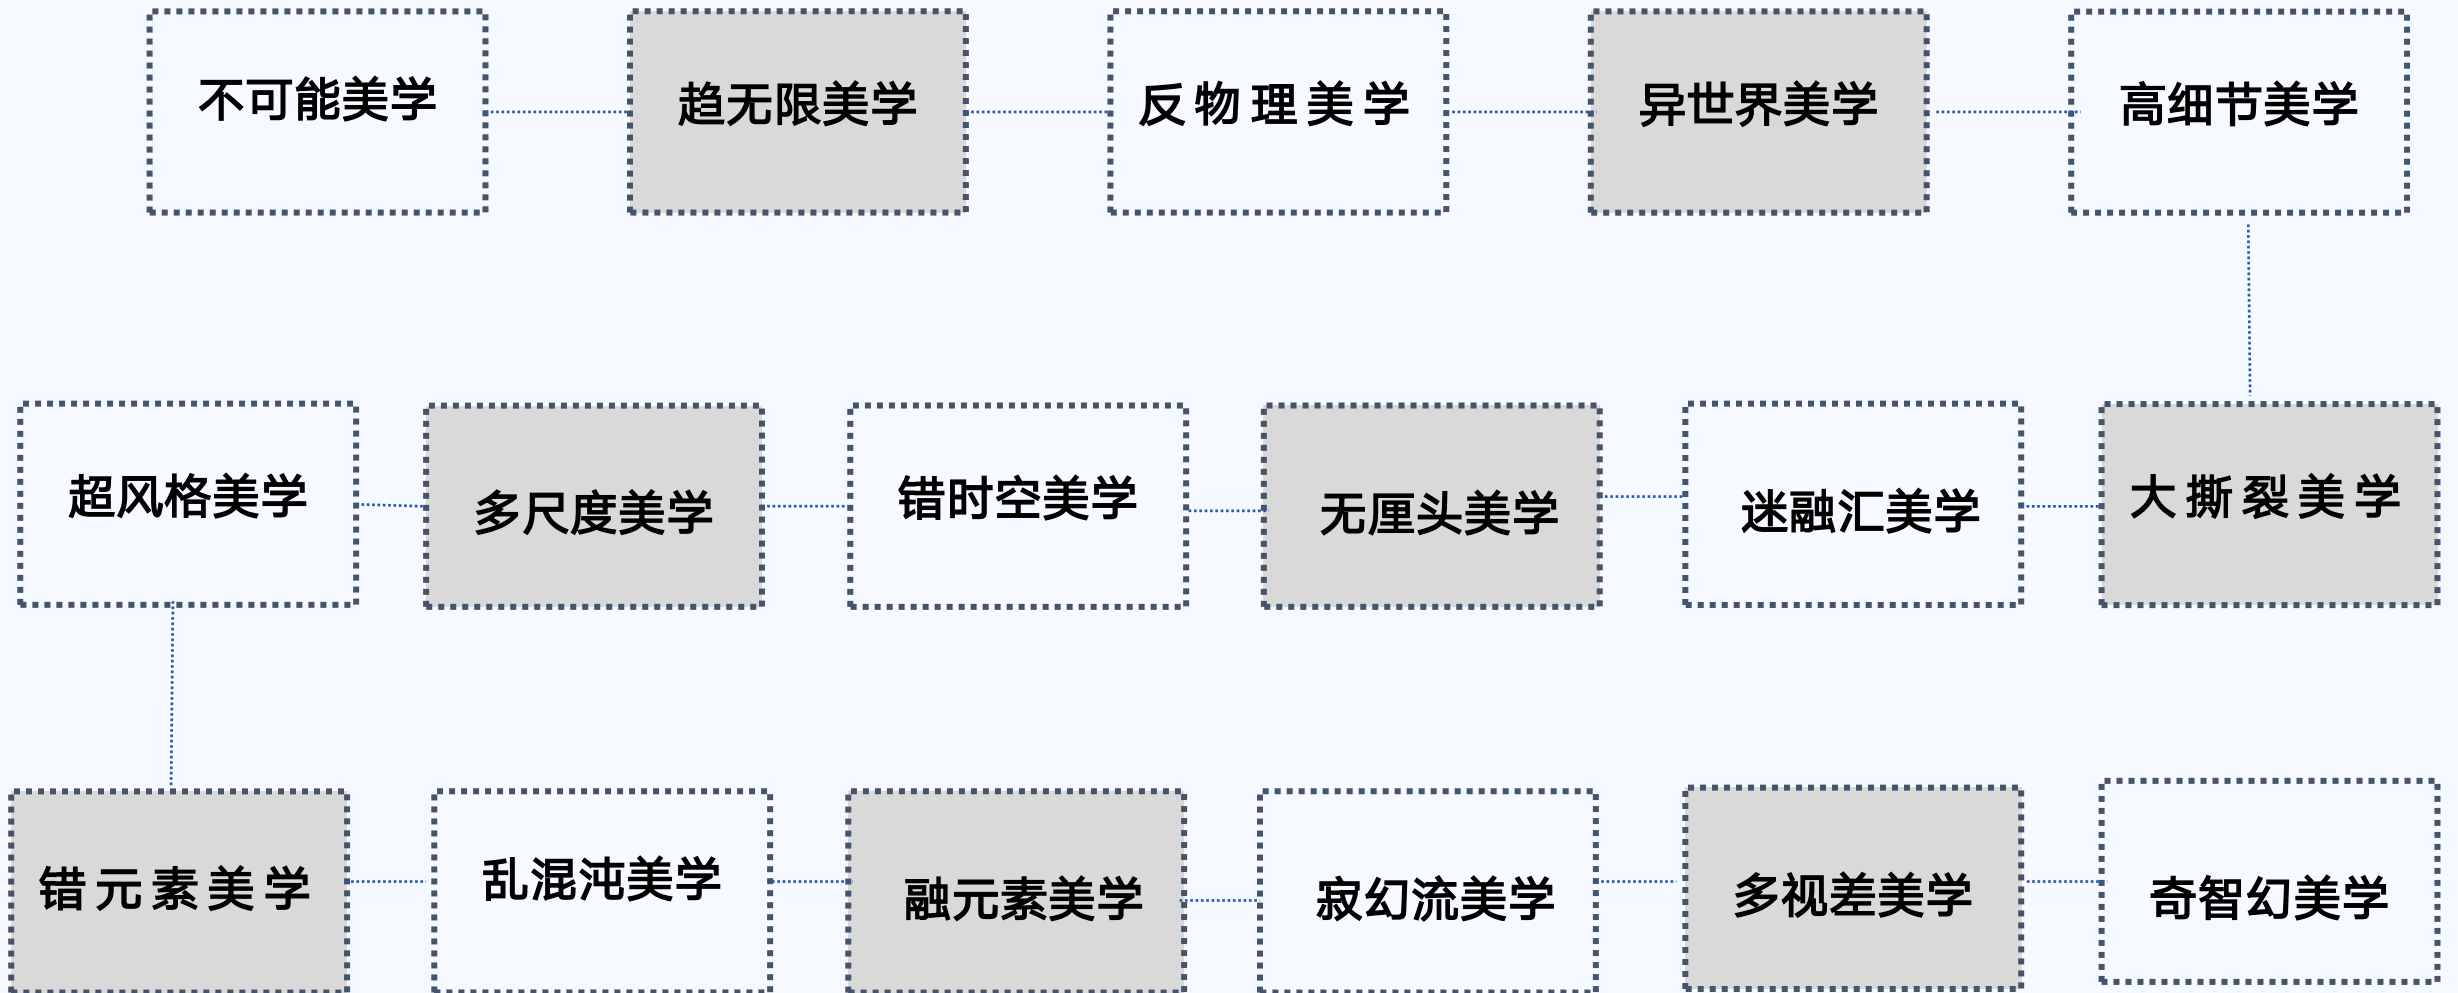 不可能美学
趋无限美学
反物理美学
异世界美学
高细节美学
超风格美学
多尺度美学
错时空美学
无厘头美学
迷融汇美学
大撕裂美学
错元素美学
乱混沌美学
融元素美学
寂幻流美学
多视差美学
奇智幻美学